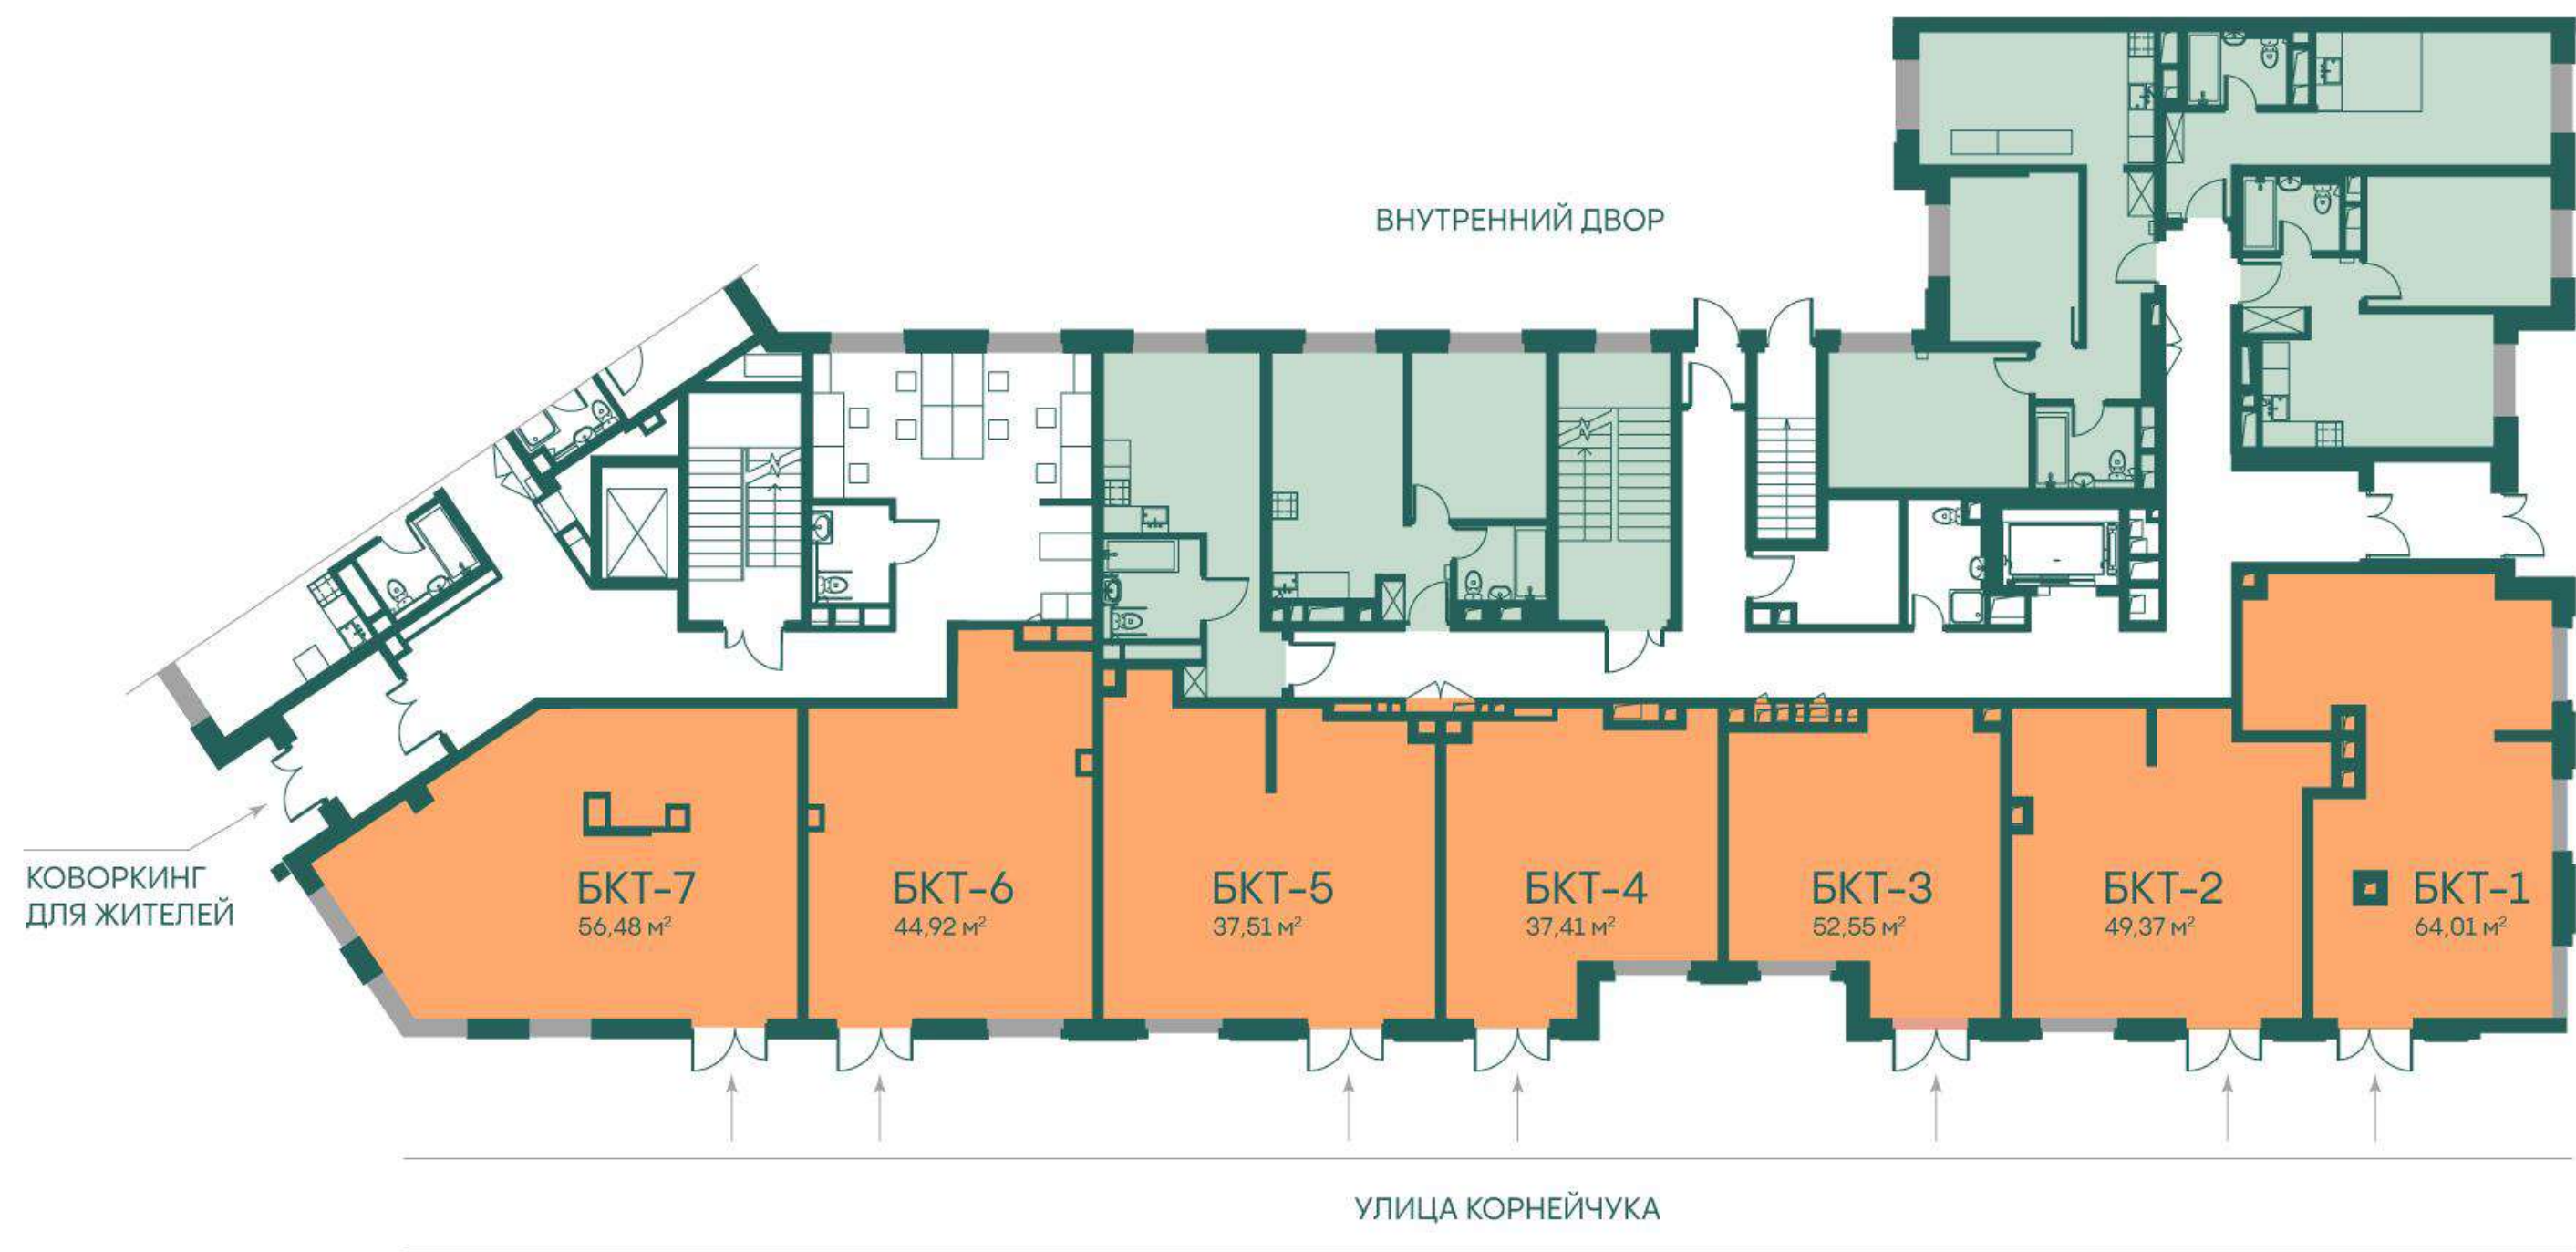 ВНУТРЕННИЙ ДВОР
КОВОРКИНГ
ДЛЯ ЖИТЕЛЕЙ
БКТ-7
56,48 м²
БКТ-6
44,92 м²
БКТ-5
37,51 м²
БКТ-4
37,41 м²
БКТ-3
52,55 м²
БКТ-2
49,37 м²
БКТ-1
64,01 м²
УЛИЦА КОРНЕЙЧУКА